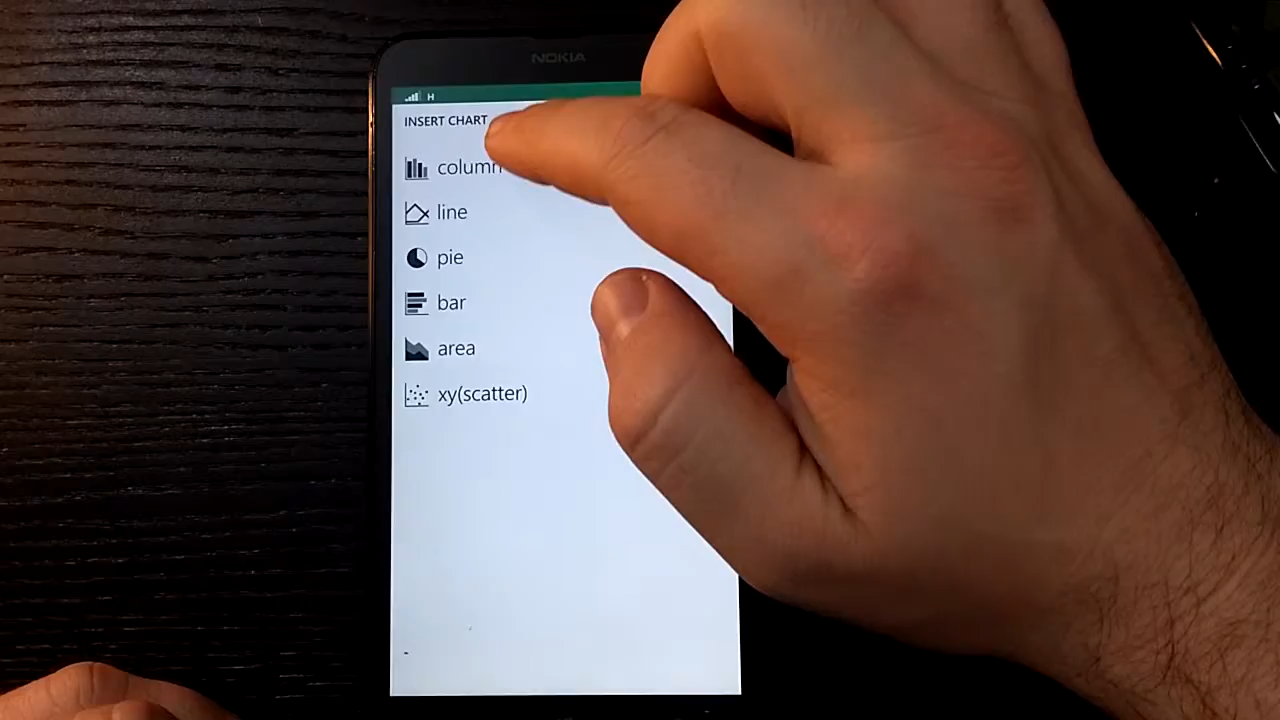 NOKIA
H
INSERT CHART
column
line
pie
bar
area
xy(scatter)